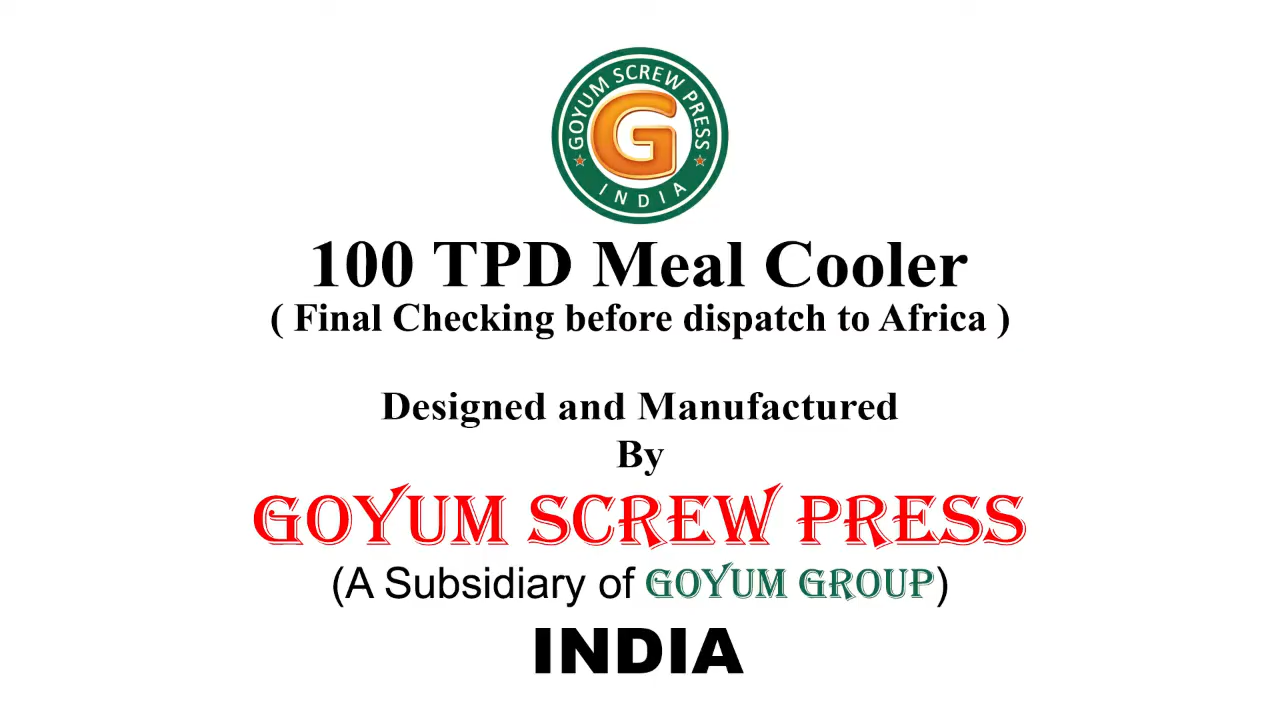 GOYUM SCREW PRESS
G
INDIA
100 TPD Meal Cooler
( Final Checking before dispatch to Africa )
Designed and Manufactured
By
GOYUM SCREW PRESS
(A Subsidiary of GOYUM GROUP)
INDIA